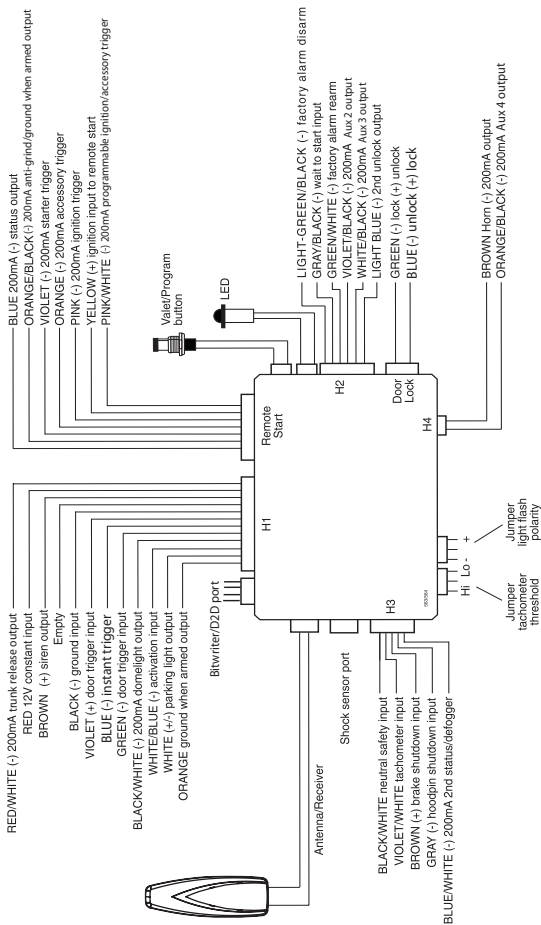 RED/WHITE (-) 200mA trunk release output
RED 12V constant input
BROWN (+) siren output
Empty
BLACK (-) ground input
VIOLET (+) door trigger input
BLUE (-) instant trigger
GREEN (-) door trigger input
BLACK/WHITE (-) 200mA domelight output
WHITE/BLUE (-) activation input
WHITE (+/-) parking light output
ORANGE ground when armed output
BLUE 200mA (-) status output
ORANGE/BLACK(-) 200mA anti-grind/ground when armed output
VIOLET (-) 200mA starter trigger
ORANGE (-) 200mA accessory trigger
PINK (-) 200mA ignition trigger
YELLOW (+) ignition input to remote start
PINK/WHITE (-) 200mA programmable ignition/accessory trigger
Valet/Program
button
LED
LIGHT-GREEN/BLACK (-) factory alarm disarm
GRAY/BLACK (-) wait to start input
GREEN/WHITE (-) factory alarm rearm
VIOLET/BLACK (-) 200mA Aux 2 output
WHITE/BLACK (-) 200mA Aux 3 output
LIGHT BLUE (-) 2nd unlock output
GREEN (-) lock (+) unlock
BLUE (-) unlock (+) lock
BROWN Horn (-) 200mA output
ORANGE/BLACK (-) 200mA Aux 4 output
Bitwriter/D2D port
H1
Remote
Start
H2
Door
Lock
H3
H4
Antenna/Receiver
Shock sensor port
BLACK/WHITE neutral safety input
VIOLET/WHITE tachometer input
BROWN (+) brake shutdown input
GRAY (-) hoodpin shutdown input
BLUE/WHITE (-) 200mA 2nd status/defogger
Hi Lo - +
Jumper
tachometer
threshold
Jumper
light flash
polarity